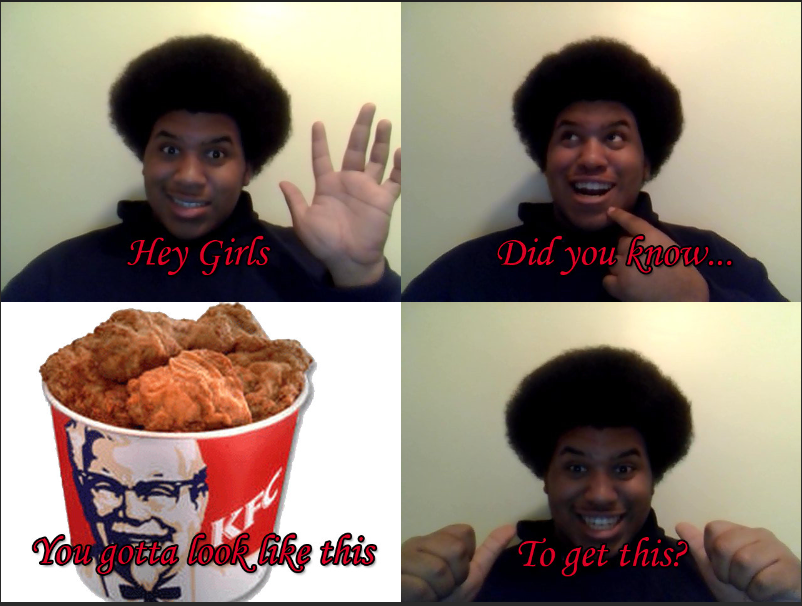 Hey Girls
Did you know...
KFC
You gotta look like this
To get this?